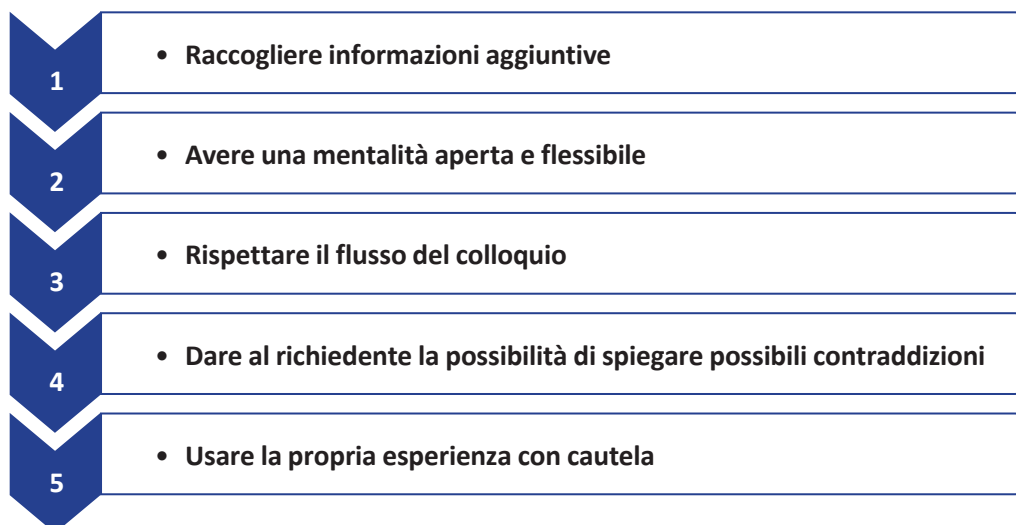 1
• Raccogliere informazioni aggiuntive
2
• Avere una mentalità aperta e flessibile
3
• Rispettare il flusso del colloquio
4
• Dare al richiedente la possibilità di spiegare possibili contraddizioni
5
• Usare la propria esperienza con cautela